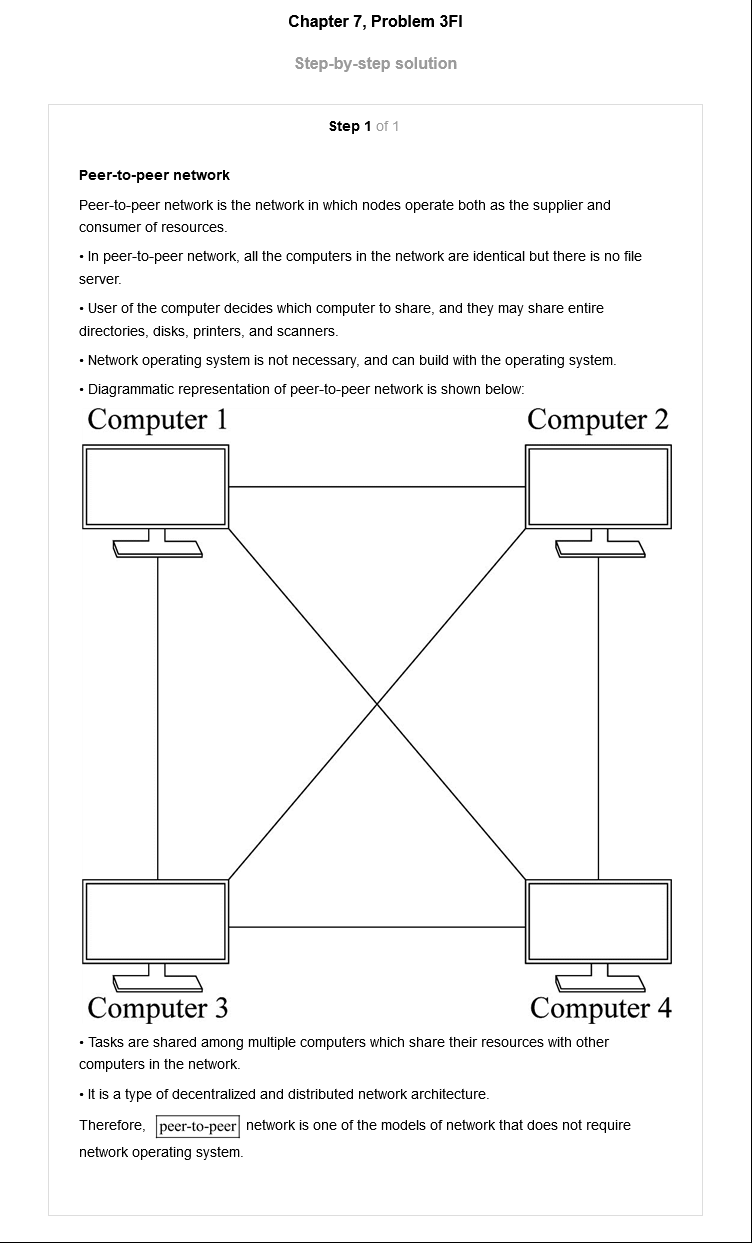 Chapter 7, Problem 3FI
Step-by-step solution
Step 1 of 1
Peer-to-peer network
Peer-to-peer network is the network in which nodes operate both as the supplier and
consumer of resources.
• In peer-to-peer network, all the computers in the network are identical but there is no file
server.
• User of the computer decides which computer to share, and they may share entire
directories, disks, printers, and scanners.
• Network operating system is not necessary, and can build with the operating system.
• Diagrammatic representation of peer-to-peer network is shown below:
Computer 1
Computer 2
Computer 3
Computer 4
• Tasks are shared among multiple computers which share their resources with other
computers in the network.
• It is a type of decentralized and distributed network architecture.
Therefore, peer-to-peer network is one of the models of network that does not require
network operating system.